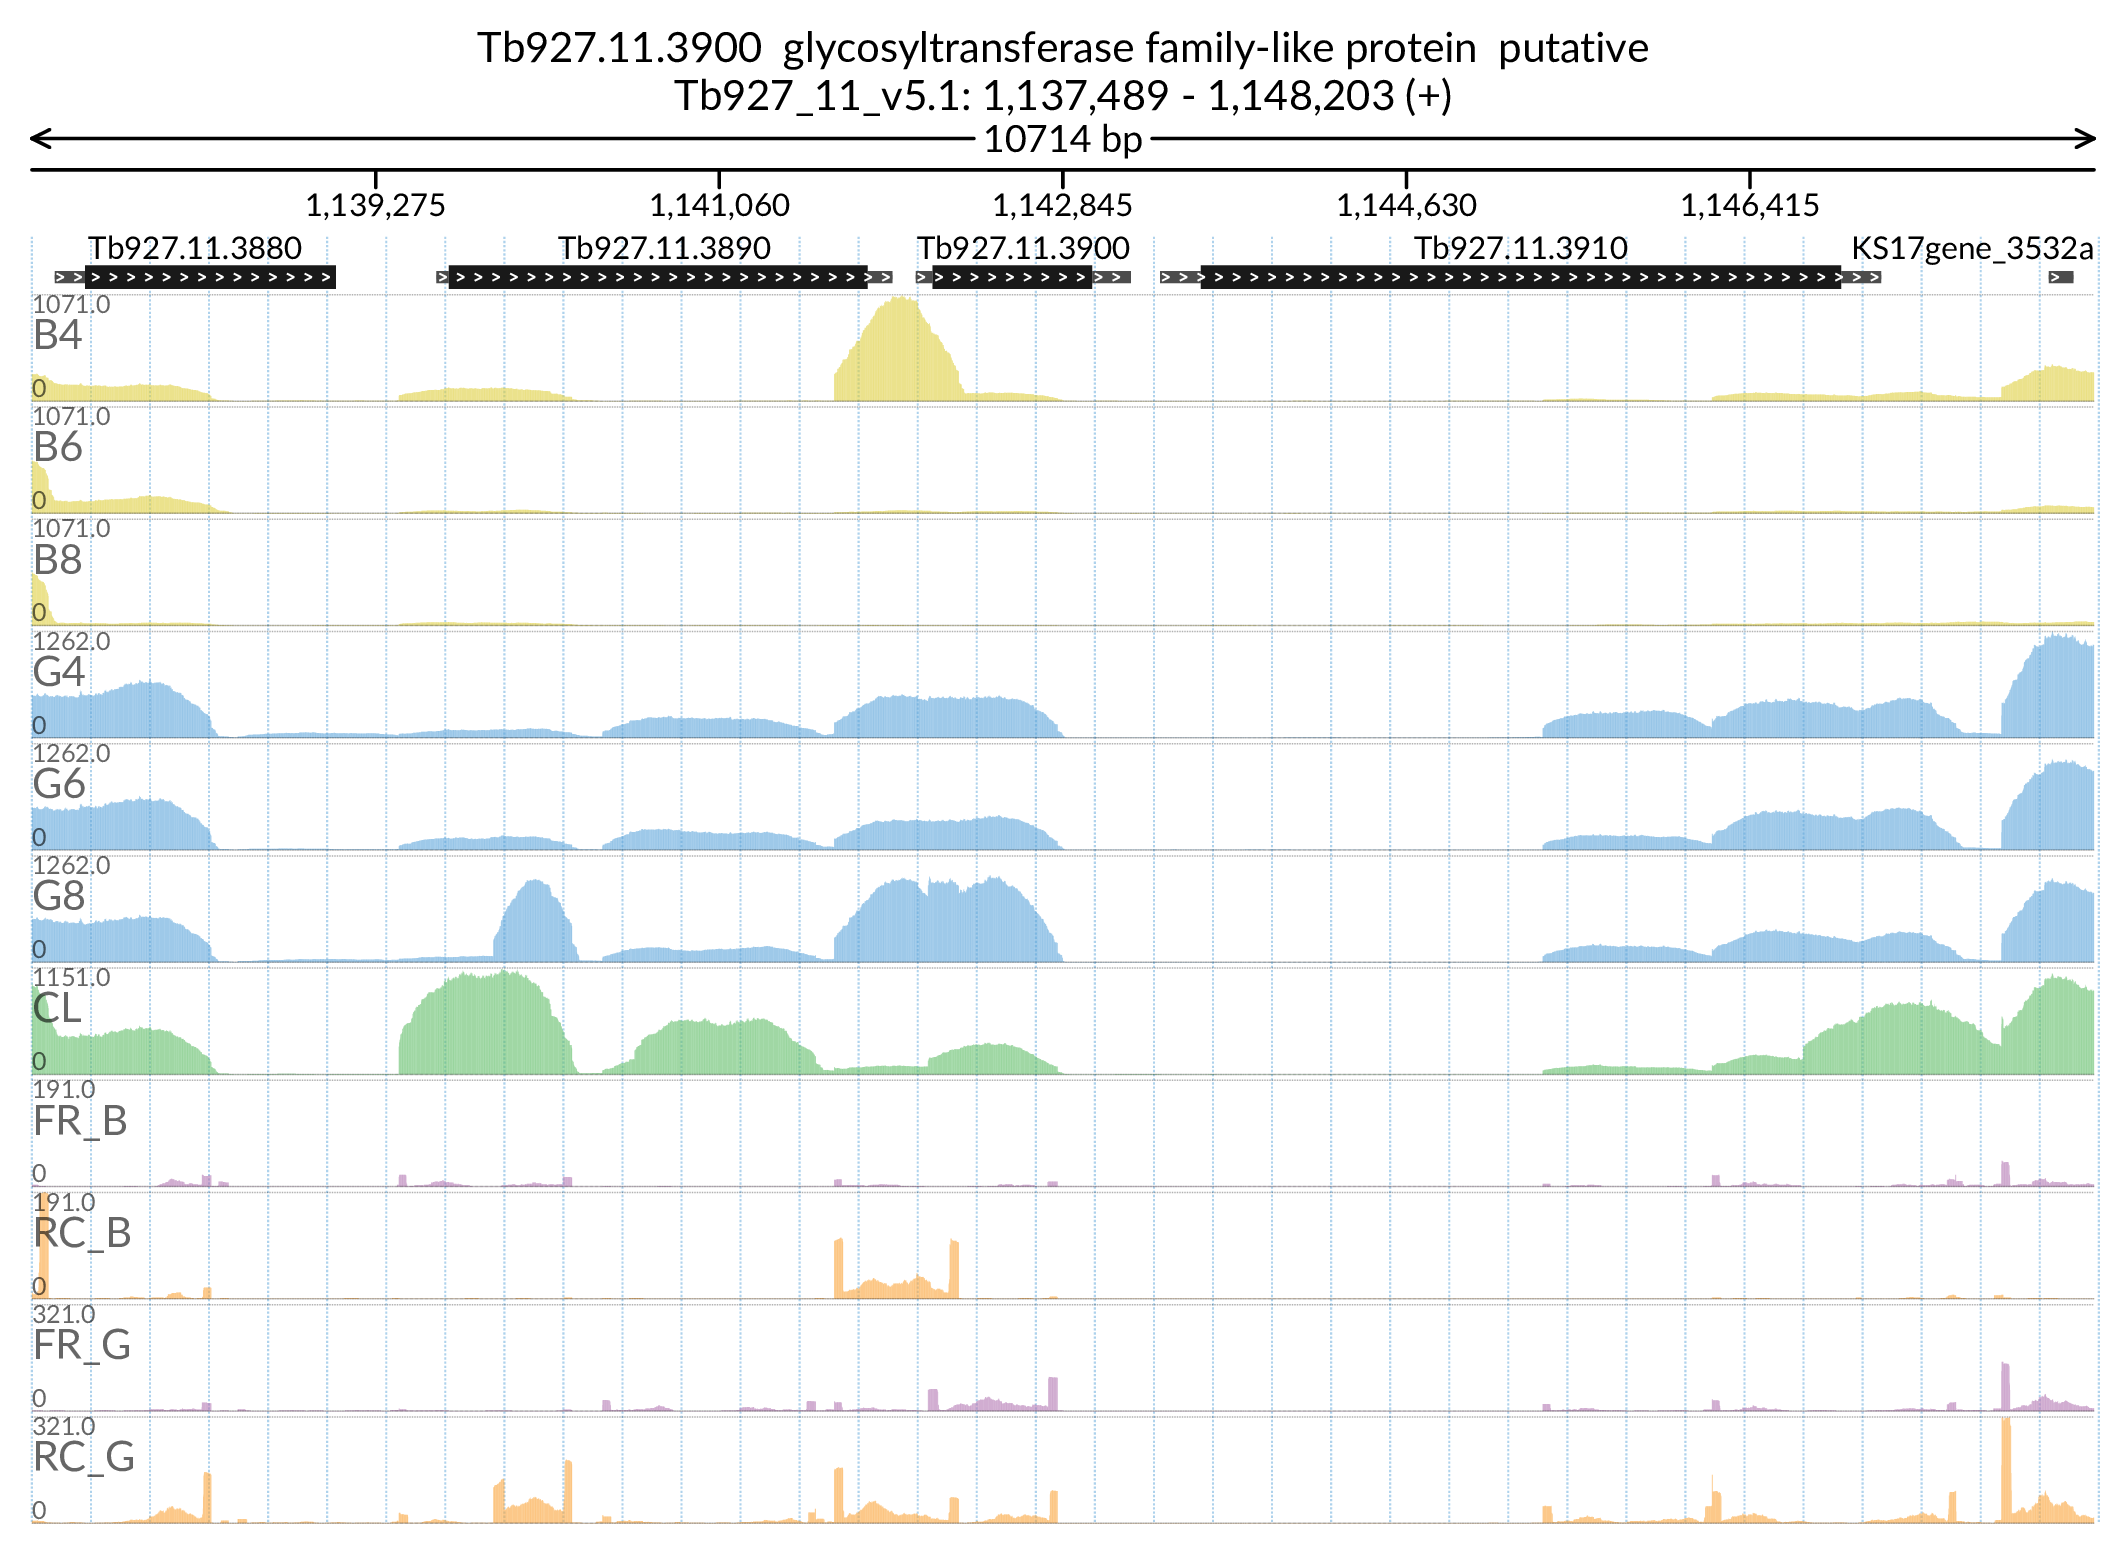 Tb927.11.3900 glycosyltransferase family-like protein putative
Tb927_11_v5.1: 1,137,489 - 1,148,203 (+)
10714 bp
1,139,275 1,141,060 1,142,845 1,144,630 1,146,415
Tb927.11.3880 Tb927.11.3890 Tb927.11.3900 Tb927.11.3910 KS17gene_3532a
1071.0
B4
0
1071.0
B6
0
1071.0
B8
0
1262.0
G4
0
1262.0
G6
0
1262.0
G8
0
1151.0
CL
0
191.0
FR_B
0
191.0
RC_B
0
321.0
FR_G
0
321.0
RC_G
0